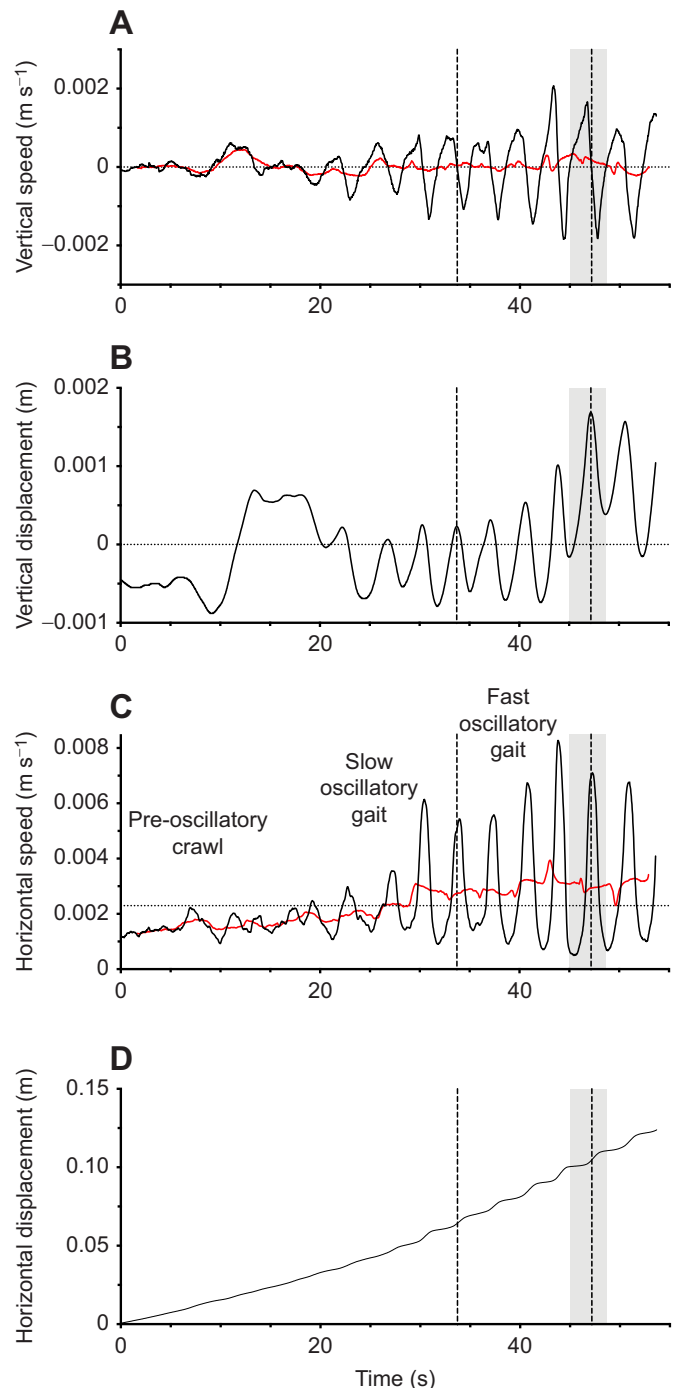 A
Vertical speed (m s⁻¹)
0.002
0
−0.002
0
20
40
B
Vertical displacement (m)
0.002
0.001
0
−0.001
0
20
40
C
Horizontal speed (m s⁻¹)
0.008
0.006
0.004
0.002
0
Pre-oscillatory
crawl
Slow
oscillatory
gait
Fast
oscillatory
gait
0
20
40
D
Horizontal displacement (m)
0.15
0.10
0.05
0
0
20
40
Time (s)